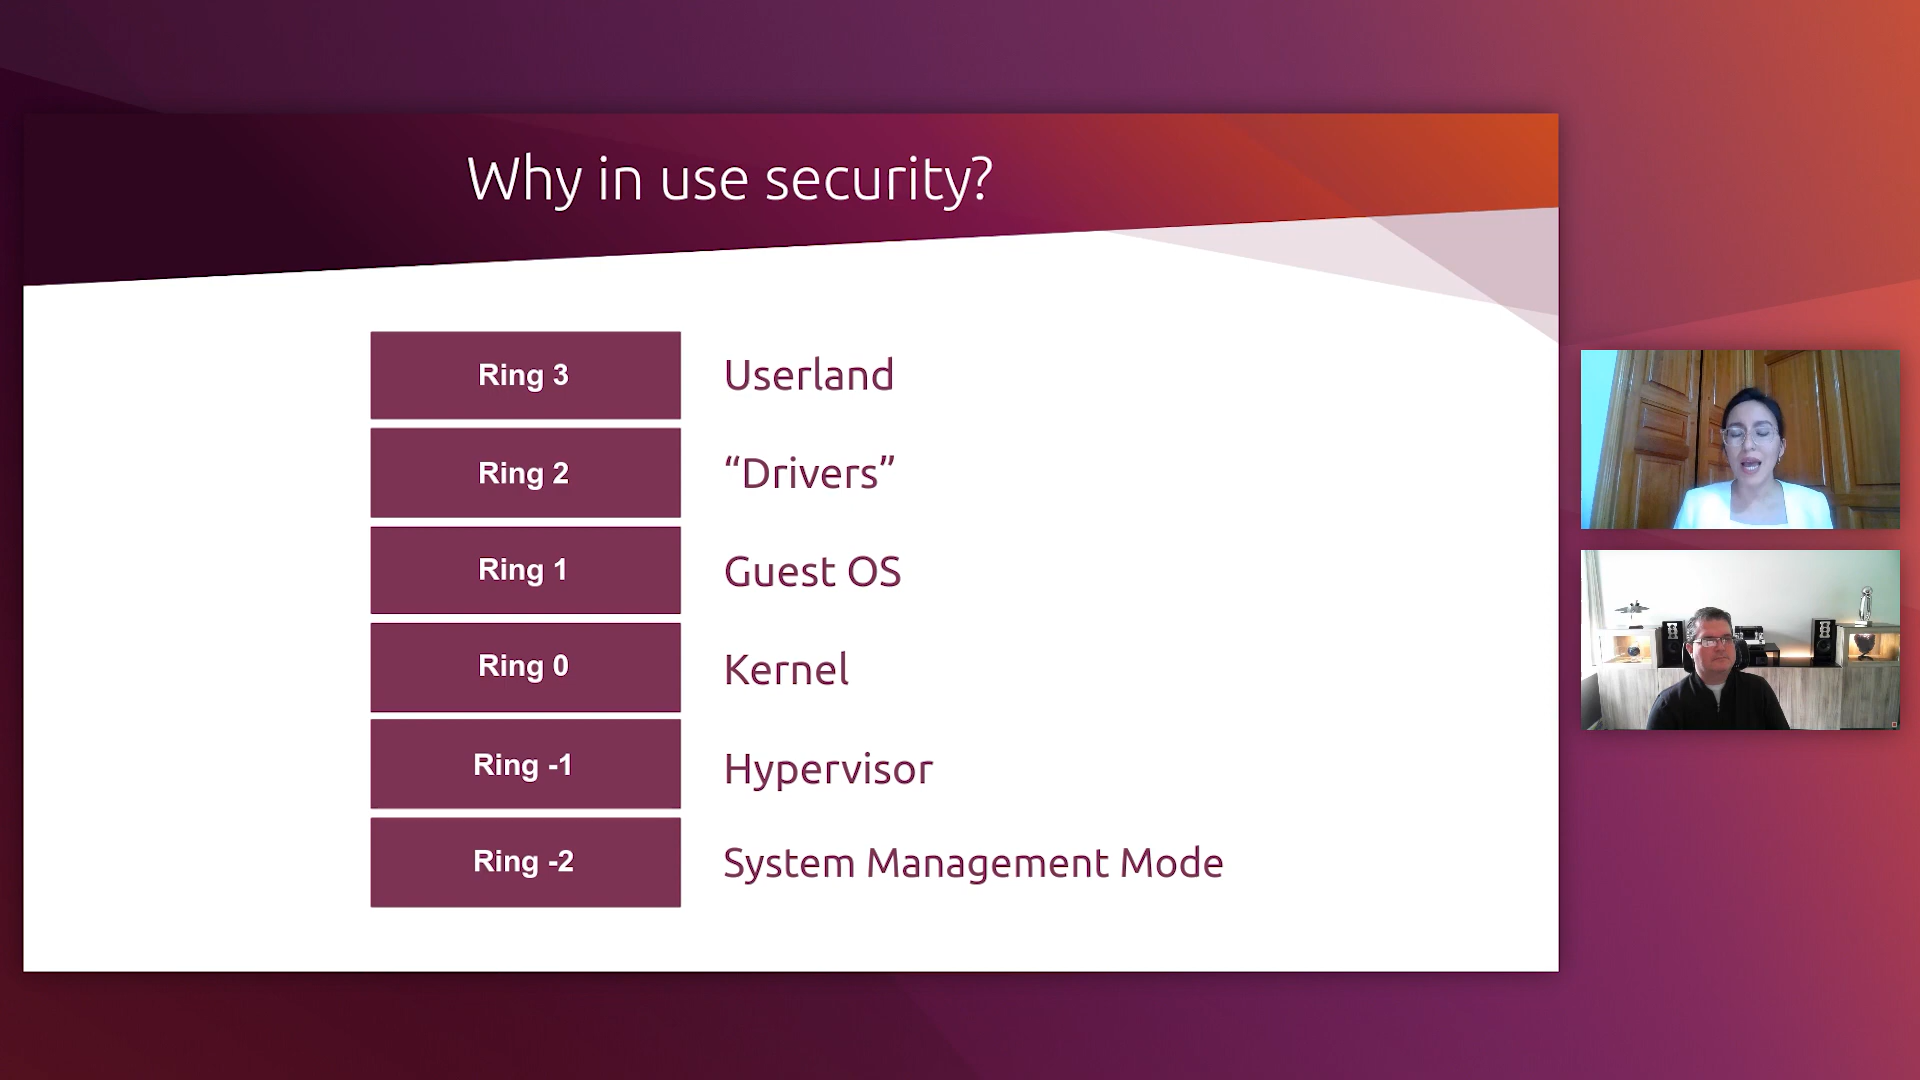 Why in use security?
Ring 3 Userland
Ring 2 “Drivers”
Ring 1 Guest OS
Ring 0 Kernel
Ring -1 Hypervisor
Ring -2 System Management Mode